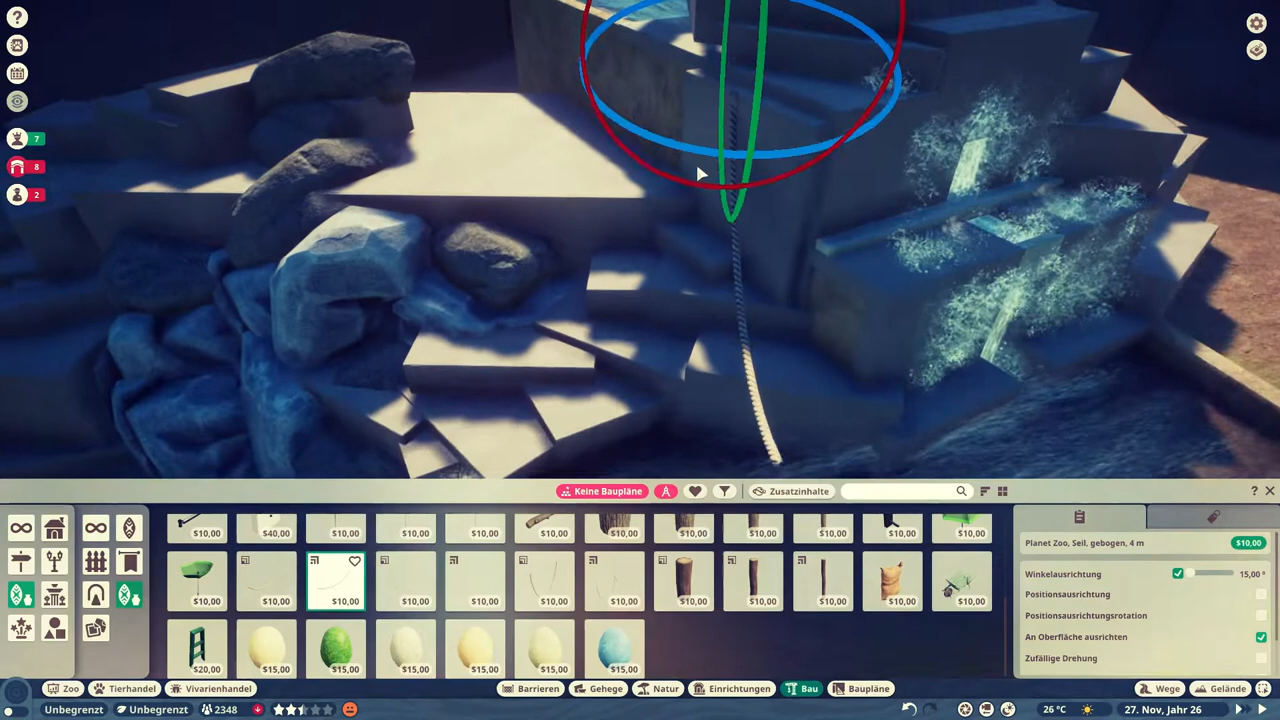 ?
7
8
2
Keine Baupläne
Zusatzinhalte
?
$10,00 $40,00 $10,00 $10,00 $10,00 $10,00 $10,00 $10,00 $10,00 $10,00 $10,00 $10,00
$10,00 $10,00 $10,00 $10,00 $10,00 $10,00 $10,00 $10,00 $10,00 $10,00 $10,00 $10,00
$20,00 $15,00 $15,00 $15,00 $15,00 $15,00 $15,00
Planet Zoo, Seil, gebogen, 4 m $10,00
Winkelausrichtung 15,00 °
Positionsausrichtung
Positionsausrichtungsrotation
An Oberfläche ausrichten
Zufällige Drehung
Zoo Tierhandel Vivarienhandel Barrieren Gehege Natur Einrichtungen Bau Baupläne Wege Gelände
Unbegrenzt Unbegrenzt 2348 26 °C 27. Nov, Jahr 26